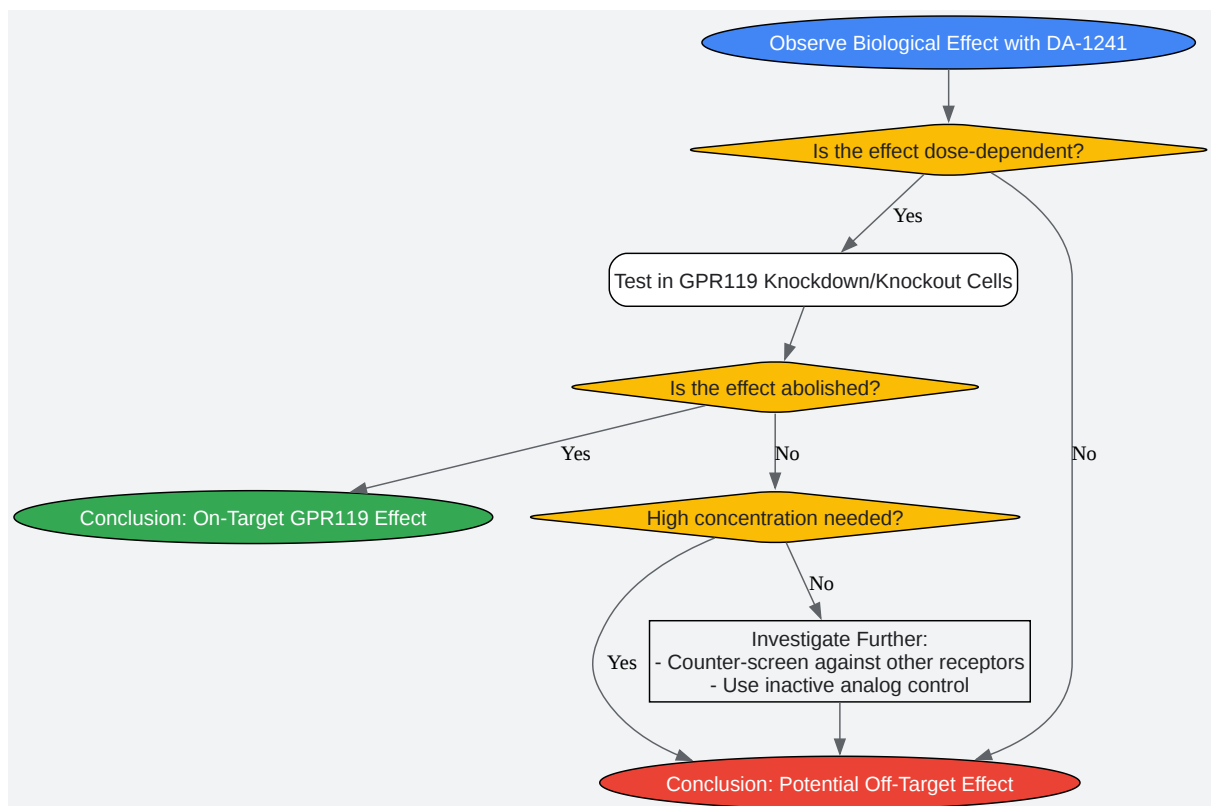 Observe Biological Effect with DA-1241
Is the effect dose-dependent?
Yes
Test in GPR119 Knockdown/Knockout Cells
Is the effect abolished?
Yes
No
No
Conclusion: On-Target GPR119 Effect
High concentration needed?
No
Investigate Further:
- Counter-screen against other receptors
- Use inactive analog control
Yes
Conclusion: Potential Off-Target Effect